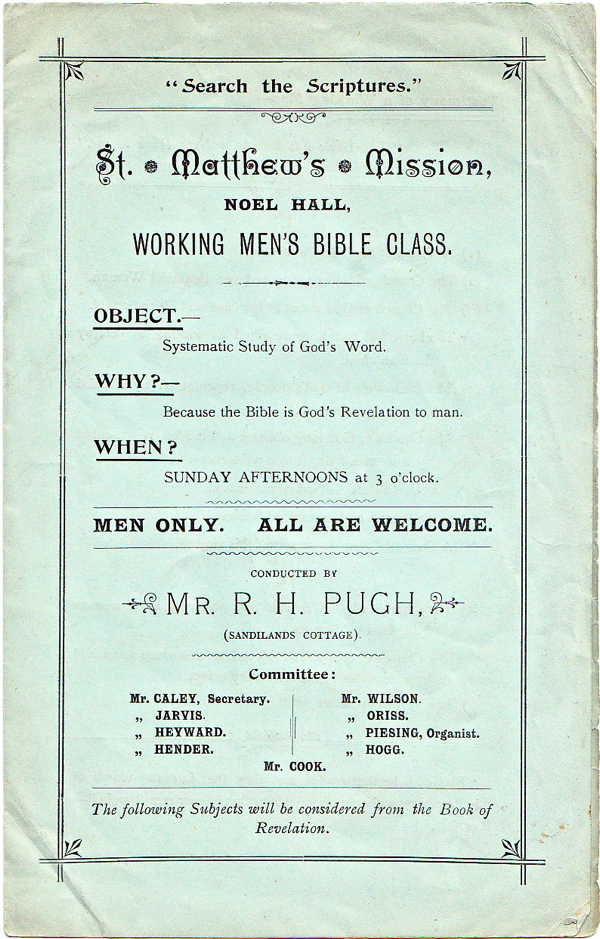 "Search the Scriptures."
St. Matthew's Mission,
NOEL HALL,
WORKING MEN'S BIBLE CLASS.
OBJECT.—
Systematic Study of God's Word.
WHY?—
Because the Bible is God's Revelation to man.
WHEN?
SUNDAY AFTERNOONS at 3 o'clock.
MEN ONLY. ALL ARE WELCOME.
CONDUCTED BY
MR. R. H. PUGH,
(SANDILANDS COTTAGE).
Committee:
Mr. CALEY, Secretary.
„ JARVIS.
„ HEYWARD.
„ HENDER.
Mr. WILSON.
„ ORISS.
„ PIESING, Organist.
„ HOGG.
Mr. COOK.
The following Subjects will be considered from the Book of
Revelation.